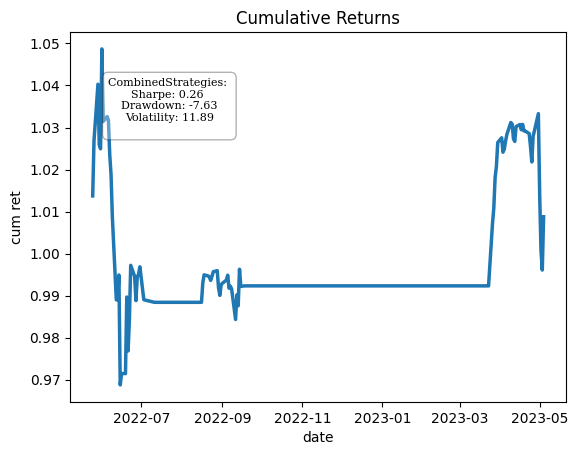 Cumulative Returns
1.05
1.04
1.03
1.02
1.01
1.00
0.99
0.98
0.97
cum ret
CombinedStrategies:
Sharpe: 0.26
Drawdown: -7.63
Volatility: 11.89
2022-07
2022-09
2022-11
2023-01
2023-03
2023-05
date